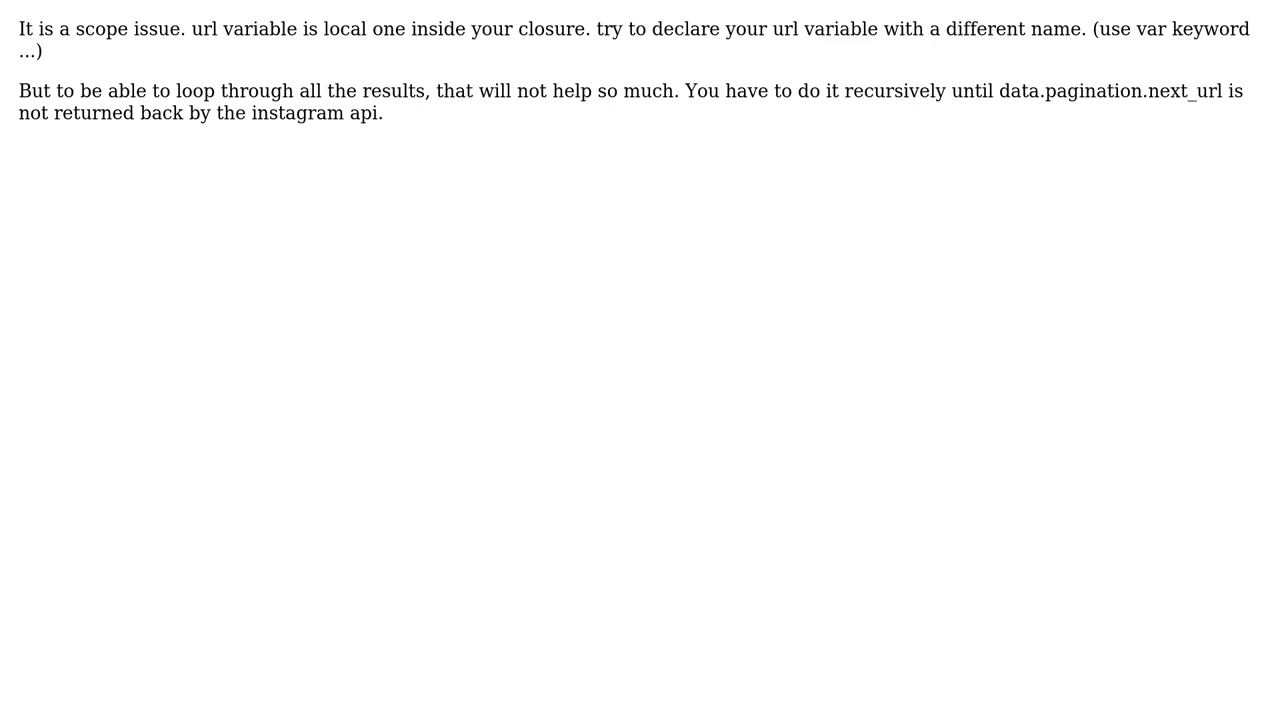 It is a scope issue. url variable is local one inside your closure. try to declare your url variable with a different name. (use var keyword
...)
But to be able to loop through all the results, that will not help so much. You have to do it recursively until data.pagination.next_url is
not returned back by the instagram api.